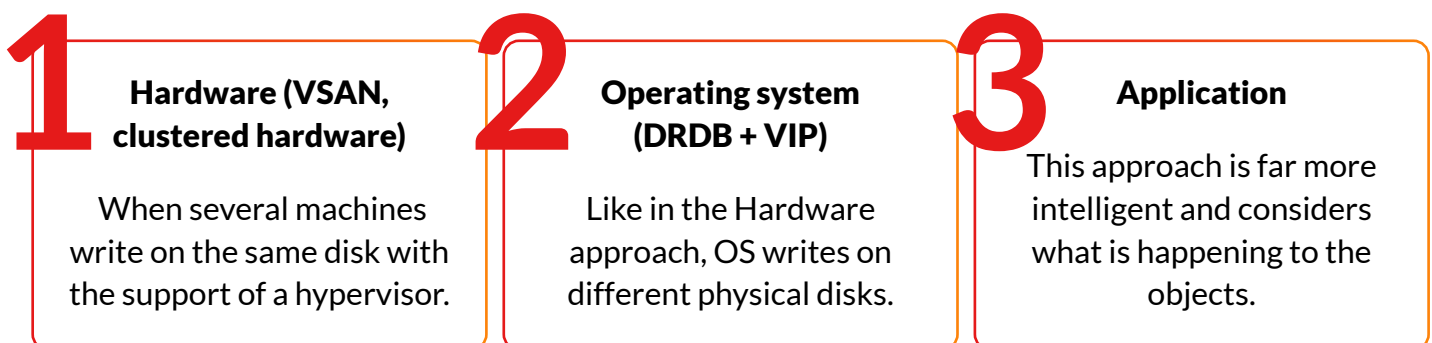 1
Hardware (VSAN,
clustered hardware)
When several machines
write on the same disk with
the support of a hypervisor.
2
Operating system
(DRDB + VIP)
Like in the Hardware
approach, OS writes on
different physical disks.
3
Application
This approach is far more
intelligent and considers
what is happening to the
objects.